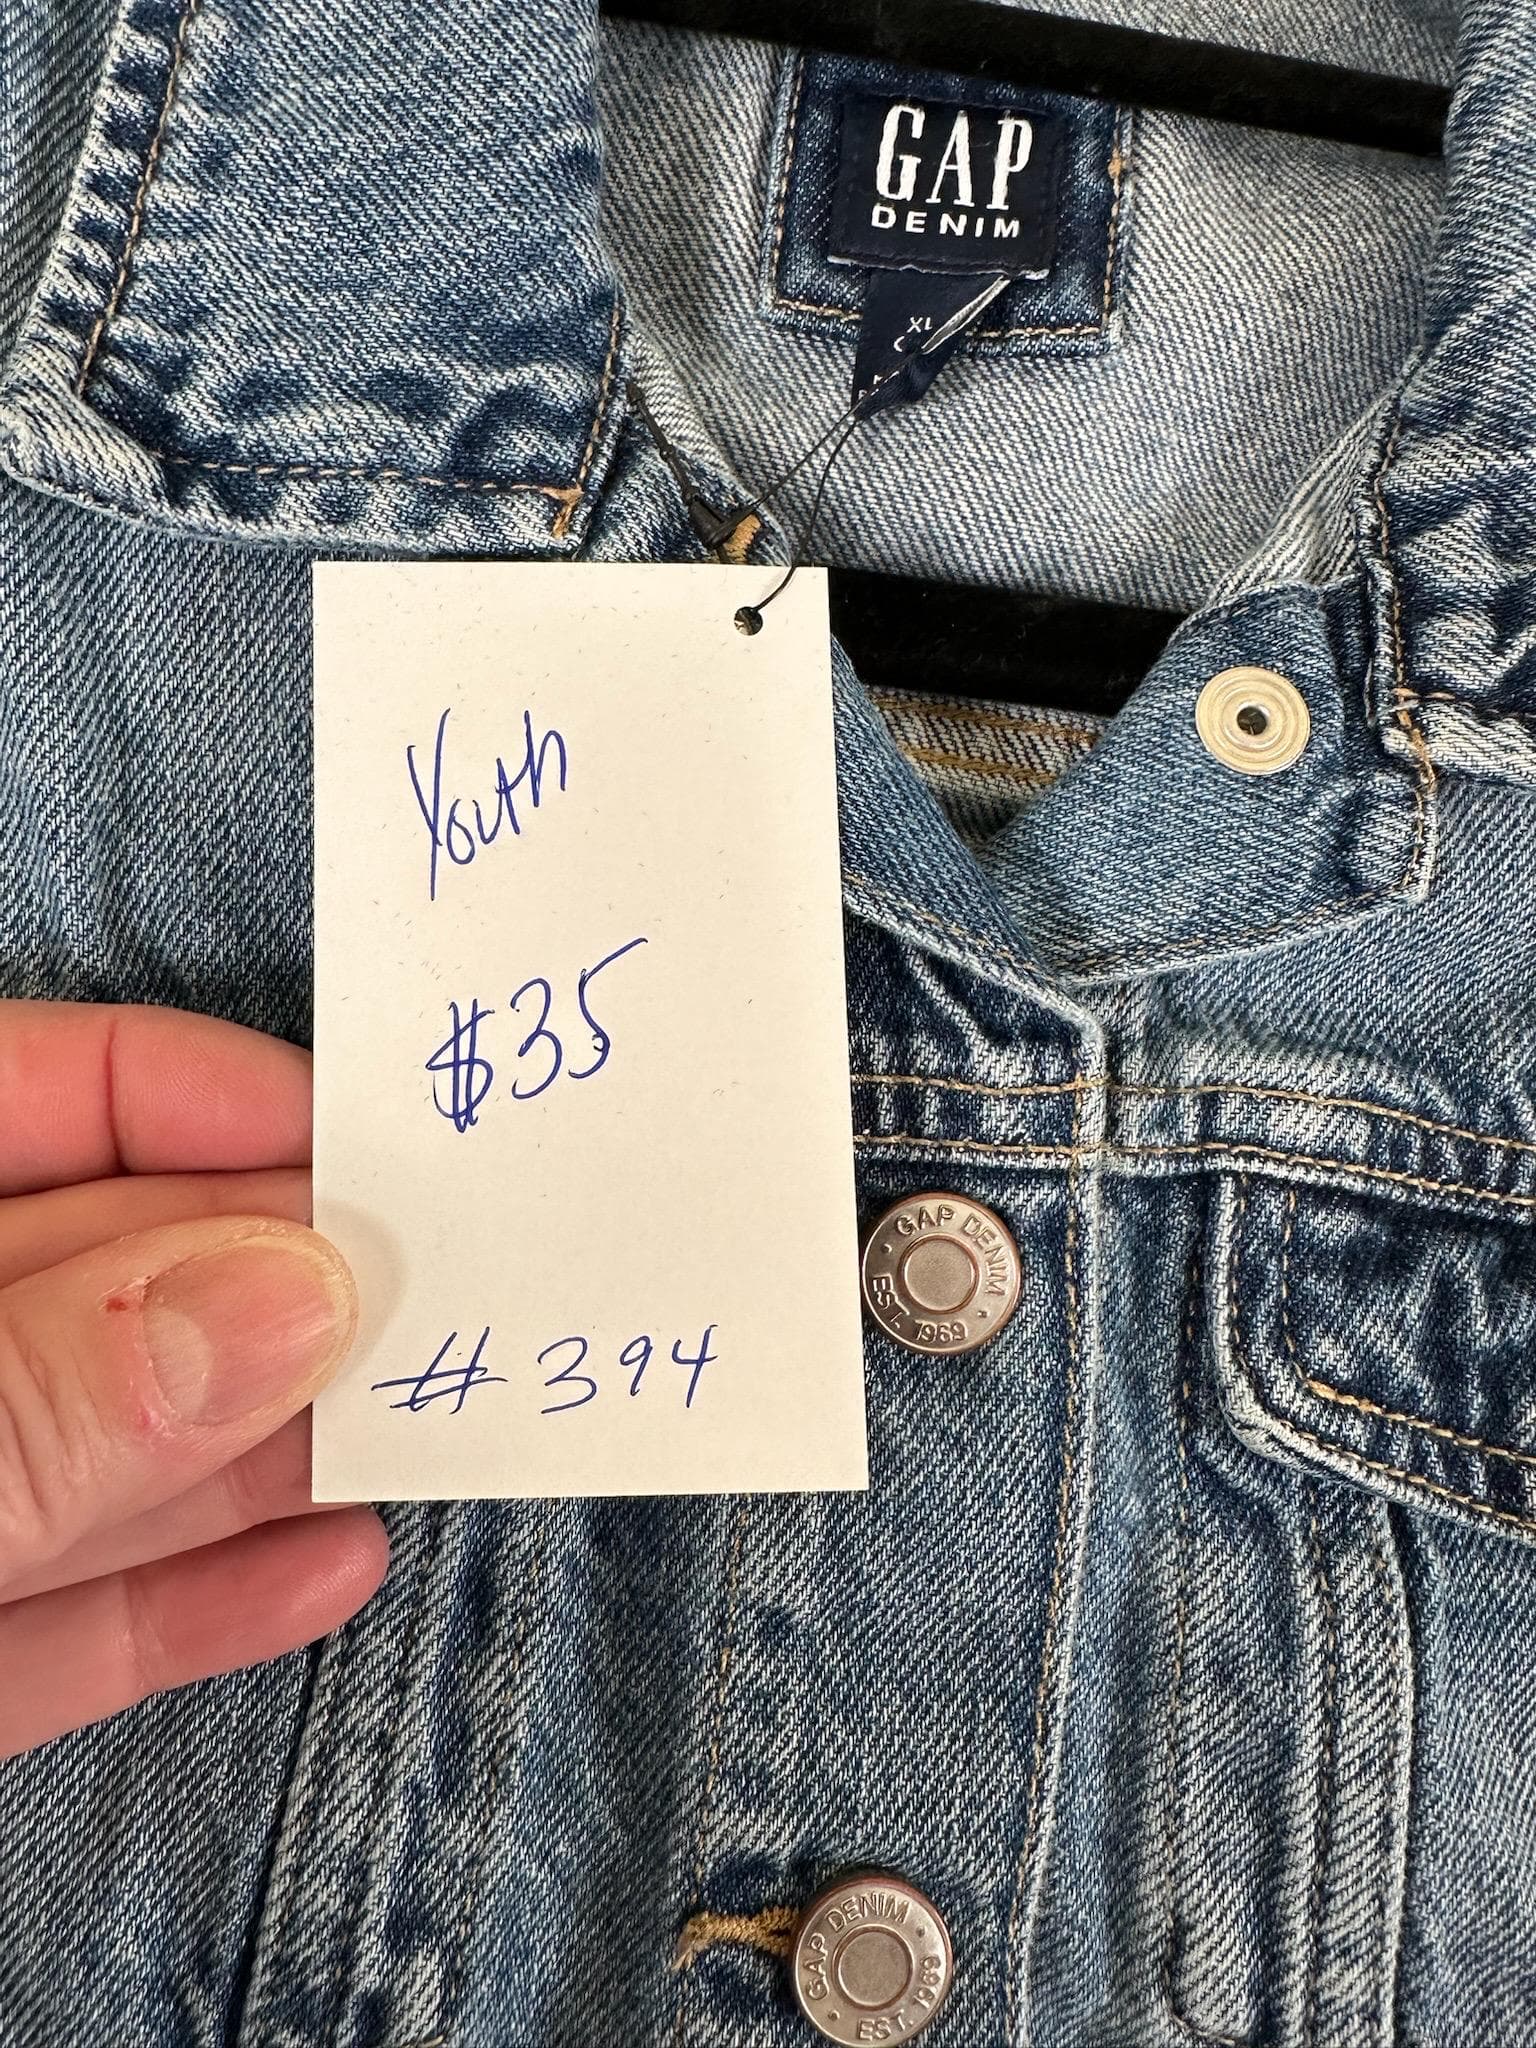 GAP
DENIM
XL
Youth
$35
# 394
GAP DENIM
EST. 1969
GAP DENIM
EST. 1969